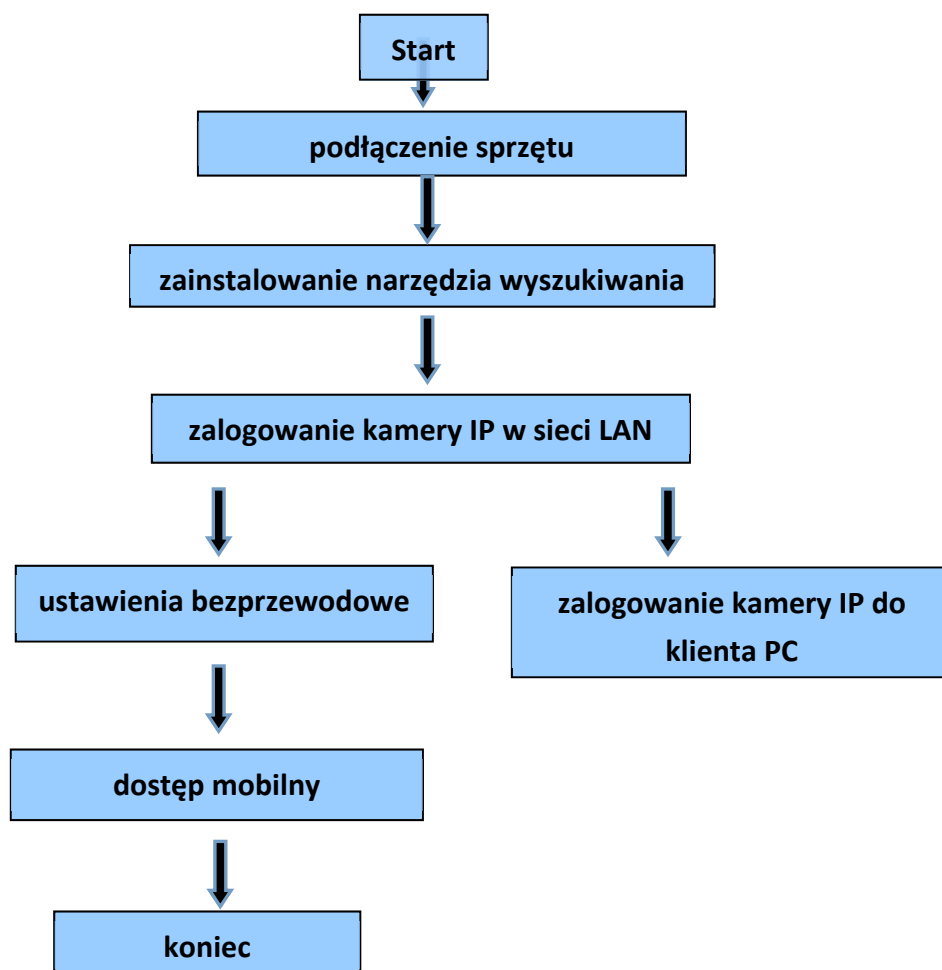 Start
podłączenie sprzętu
zainstalowanie narzędzia wyszukiwania
zalogowanie kamery IP w sieci LAN
ustawienia bezprzewodowe
zalogowanie kamery IP do
klienta PC
dostęp mobilny
koniec